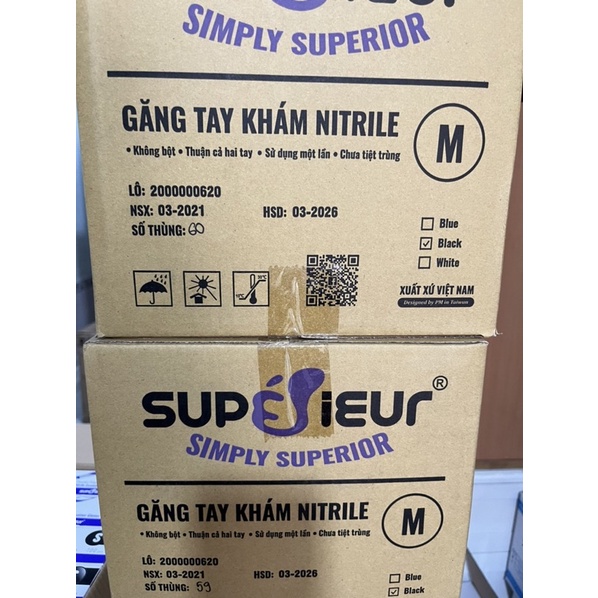 SUPÉRiEUr
SIMPLY SUPERIOR
GĂNG TAY KHÁM NITRILE
M
• Không bột • Thuận cả hai tay • Sử dụng một lần • Chưa tiệt trùng
LÔ: 2000000620
NSX: 03-2021 HSD: 03-2026
SỐ THÙNG: 60
Blue
Black
White
XUẤT XỨ VIỆT NAM
Designed by PM in Taiwan
SUPÉRiEUr ®
SIMPLY SUPERIOR
GĂNG TAY KHÁM NITRILE
M
• Không bột • Thuận cả hai tay • Sử dụng một lần • Chưa tiệt trùng
LÔ: 2000000620
NSX: 03-2021 HSD: 03-2026
SỐ THÙNG: 59
Blue
Black